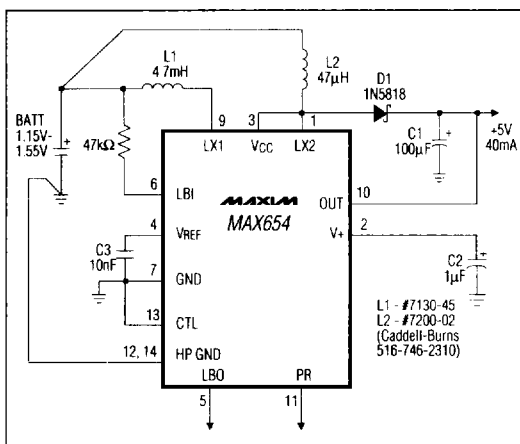 L1
4.7mH
L2
47µH
D1
1N5818
BATT
1.15V-
1.55V
+
47kΩ
9
3
1
LX1
VCC
LX2
C1
100µF
+
+5V
40mA
6
LBI
MAXIM
MAX654
OUT
10
4
VREF
V+
2
C3
10nF
7
GND
C2
1µF
+
13
CTL
L1 - #7130-45
L2 - #7200-02
(Caddell-Burns
516-746-2310)
12, 14
HP GND
LBO
PR
5
11